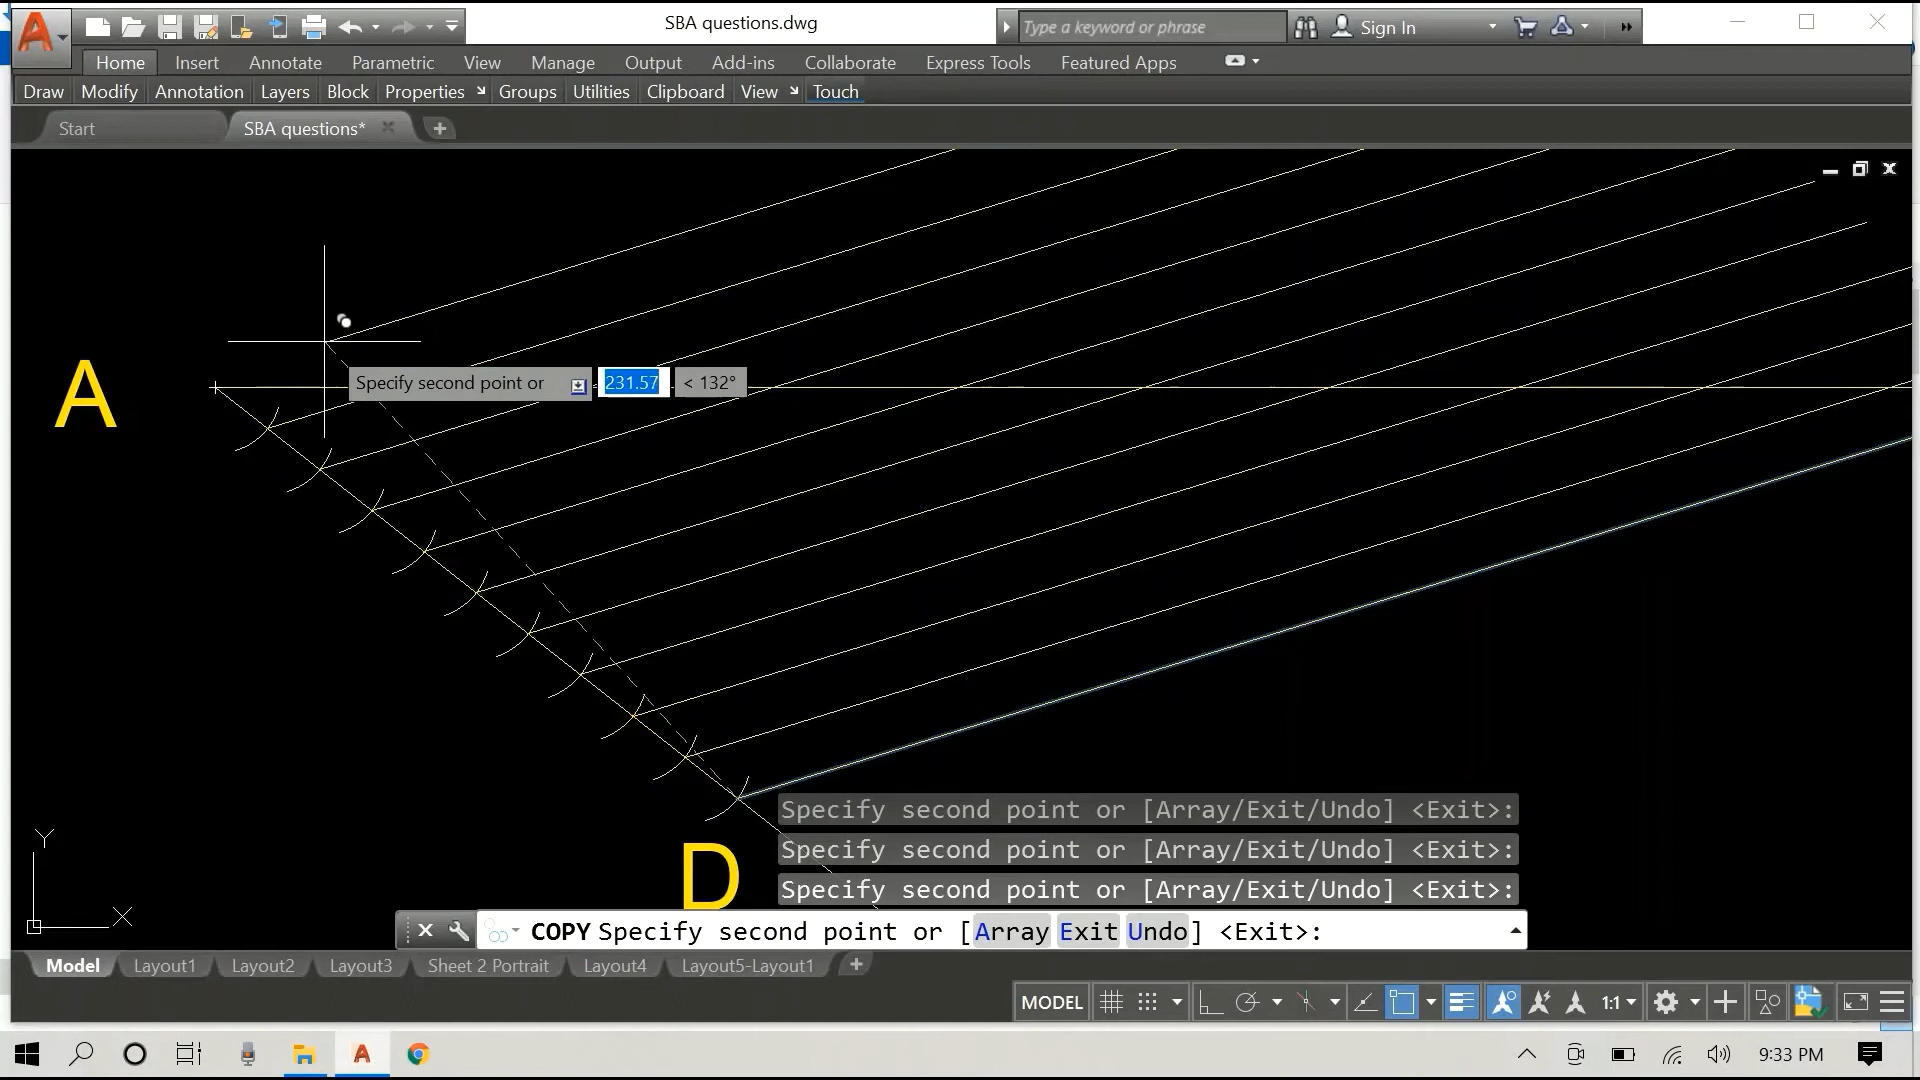 SBA questions.dwg
Type a keyword or phrase
Sign In
Home Insert Annotate Parametric View Manage Output Add-ins Collaborate Express Tools Featured Apps
Draw Modify Annotation Layers Block Properties Groups Utilities Clipboard View Touch
Start
SBA questions*
A
Specify second point or 231.57 < 132°
D
Specify second point or [Array/Exit/Undo] <Exit>:
Specify second point or [Array/Exit/Undo] <Exit>:
Specify second point or [Array/Exit/Undo] <Exit>:
Y
X
COPY Specify second point or [Array Exit Undo] <Exit>:
Model Layout1 Layout2 Layout3 Sheet 2 Portrait Layout4 Layout5-Layout1
MODEL 1:1
9:33 PM